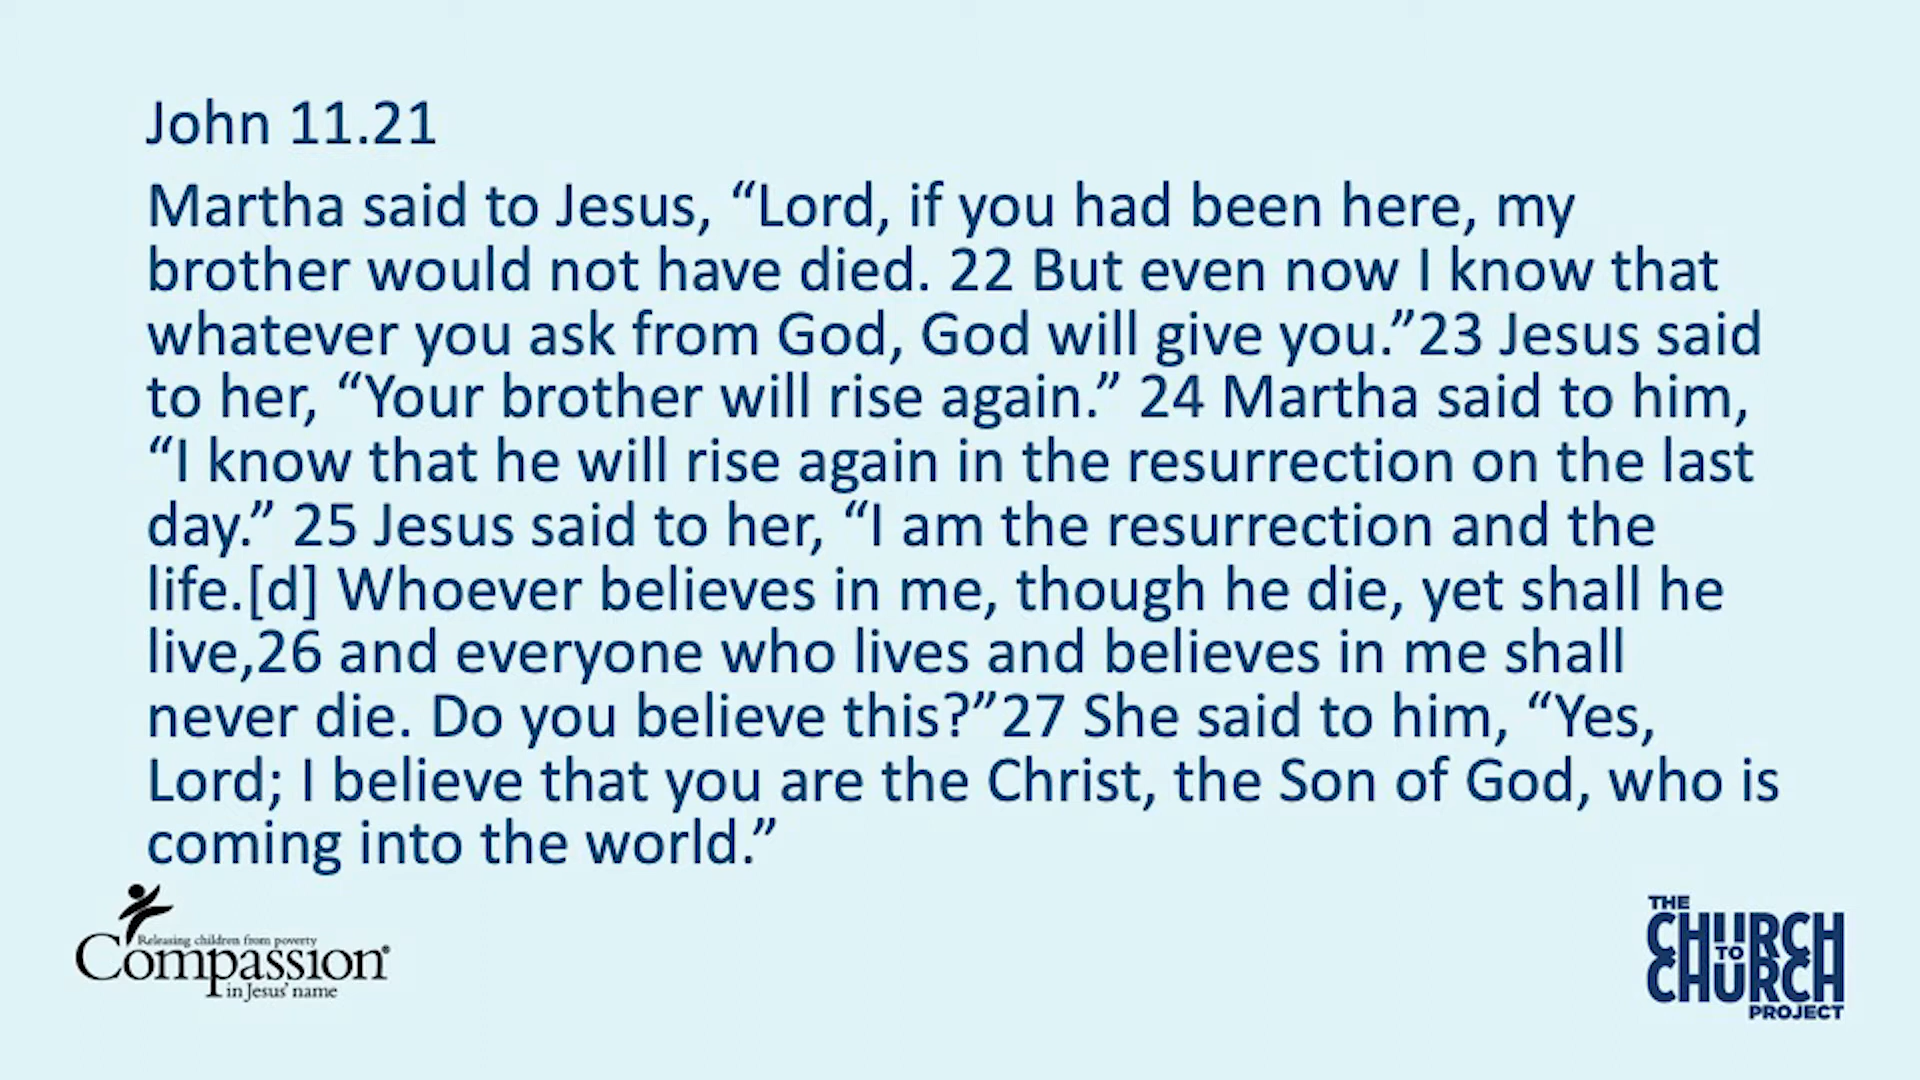 John 11.21
Martha said to Jesus, “Lord, if you had been here, my
brother would not have died. 22 But even now I know that
whatever you ask from God, God will give you.”23 Jesus said
to her, “Your brother will rise again.” 24 Martha said to him,
“I know that he will rise again in the resurrection on the last
day.” 25 Jesus said to her, “I am the resurrection and the
life.[d] Whoever believes in me, though he die, yet shall he
live,26 and everyone who lives and believes in me shall
never die. Do you believe this?”27 She said to him, “Yes,
Lord; I believe that you are the Christ, the Son of God, who is
coming into the world.”
Releasing children from poverty
Compassion®
in Jesus’ name
THE
CHURCH
TO
CHURCH
PROJECT